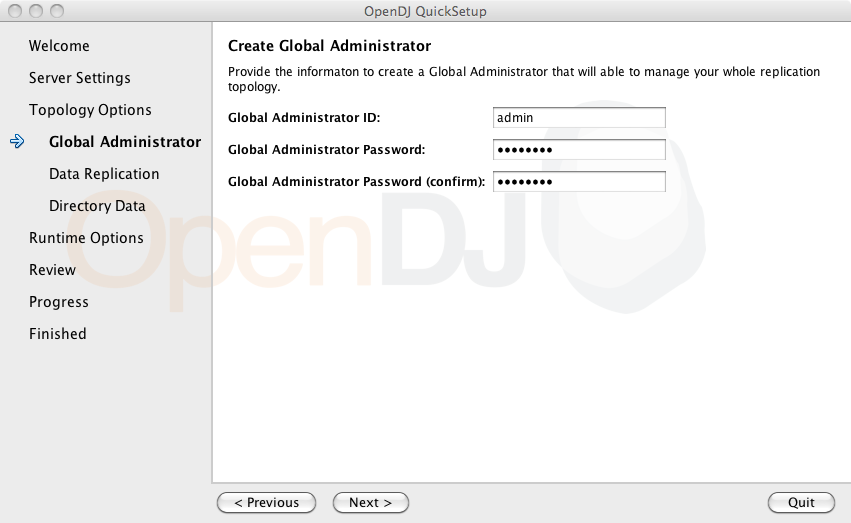 OpenDJ QuickSetup
Welcome
Server Settings
Topology Options
Global Administrator
Data Replication
Directory Data
Runtime Options
Review
Progress
Finished
Create Global Administrator
Provide the informaton to create a Global Administrator that will able to manage your whole replication
topology.
Global Administrator ID: admin
Global Administrator Password: ••••••••
Global Administrator Password (confirm): ••••••••
OpenDJ
< Previous Next > Quit